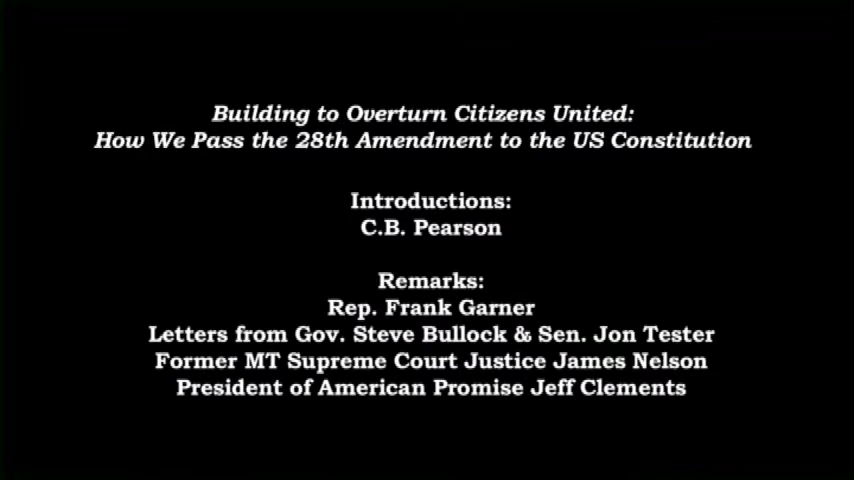 Building to Overturn Citizens United:
How We Pass the 28th Amendment to the US Constitution
Introductions:
C.B. Pearson
Remarks:
Rep. Frank Garner
Letters from Gov. Steve Bullock & Sen. Jon Tester
Former MT Supreme Court Justice James Nelson
President of American Promise Jeff Clements